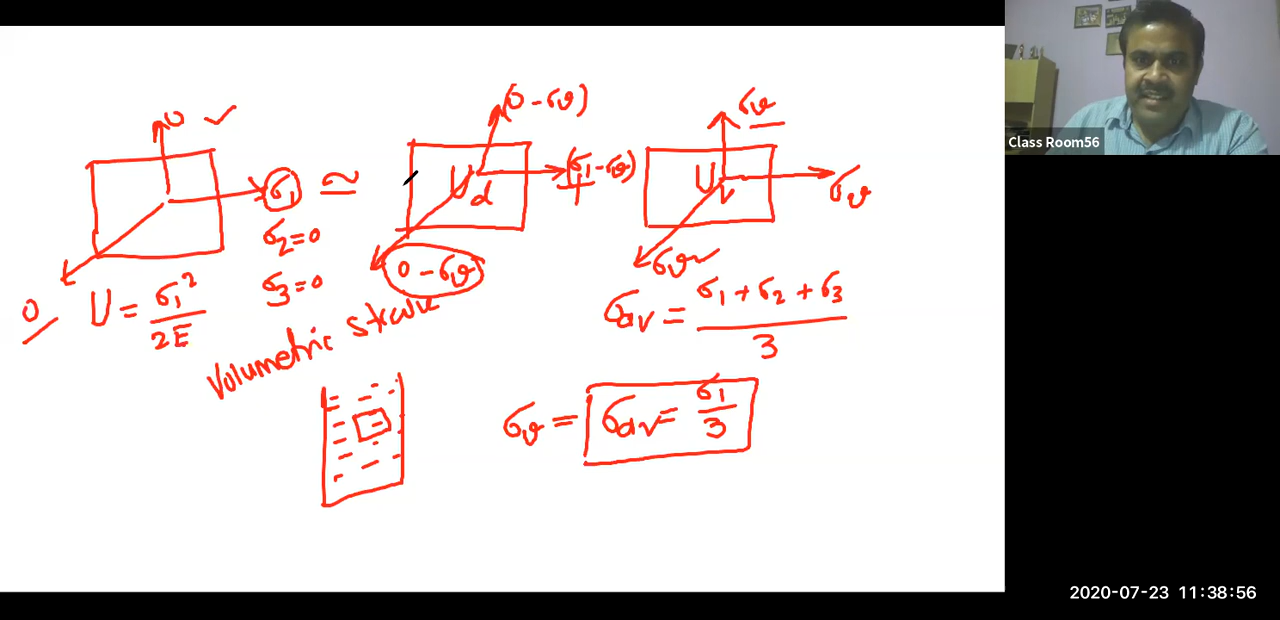 0 ✓
σ1
σ2=0
σ3=0
0
U = σ1²/2E
≃
(0-σv)
(σ1-σv)
Ud
0-σv
σv
σv
Uv
σv
σav = (σ1+σ2+σ3)/3
Volumetric
σv = σav = σ1/3
Class Room56
2020-07-23 11:38:56